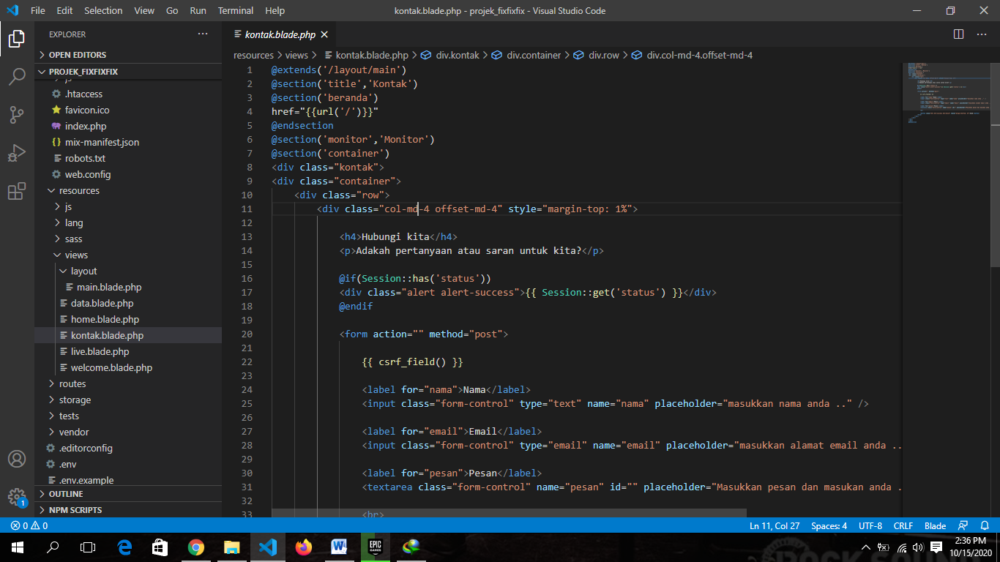 File Edit Selection View Go Run Terminal Help
kontak.blade.php - projek_fixfixfix - Visual Studio Code
EXPLORER
OPEN EDITORS
PROJEK_FIXFIXFIX
js
.htaccess
favicon.ico
index.php
mix-manifest.json
robots.txt
web.config
resources
js
lang
sass
views
layout
main.blade.php
data.blade.php
home.blade.php
kontak.blade.php
live.blade.php
welcome.blade.php
routes
storage
tests
vendor
.editorconfig
.env
.env.example
OUTLINE
NPM SCRIPTS
1
kontak.blade.php
resources > views > kontak.blade.php > div.kontak > div.container > div.row > div.col-md-4.offset-md-4
1 @extends('/layout/main')
2 @section('title','Kontak')
3 @section('beranda')
4 href="{{url('/')}}"
5 @endsection
6 @section('monitor','Monitor')
7 @section('container')
8 <div class="kontak">
9 <div class="container">
10 <div class="row">
11 <div class="col-md-4 offset-md-4" style="margin-top: 1%">
12
13 <h4>Hubungi kita</h4>
14 <p>Adakah pertanyaan atau saran untuk kita?</p>
15
16 @if(Session::has('status'))
17 <div class="alert alert-success">{{ Session::get('status') }}</div>
18 @endif
19
20 <form action="" method="post">
21
22 {{ csrf_field() }}
23
24 <label for="nama">Nama</label>
25 <input class="form-control" type="text" name="nama" placeholder="masukkan nama anda .." />
26
27 <label for="email">Email</label>
28 <input class="form-control" type="email" name="email" placeholder="masukkan alamat email anda ..
29
30 <label for="pesan">Pesan</label>
31 <textarea class="form-control" name="pesan" id="" placeholder="Masukkan pesan dan masukan anda .
32
33 <br>
0 0 Ln 11, Col 27 Spaces: 4 UTF-8 CRLF Blade
EPIC GAMES
2:36 PM
10/15/2020